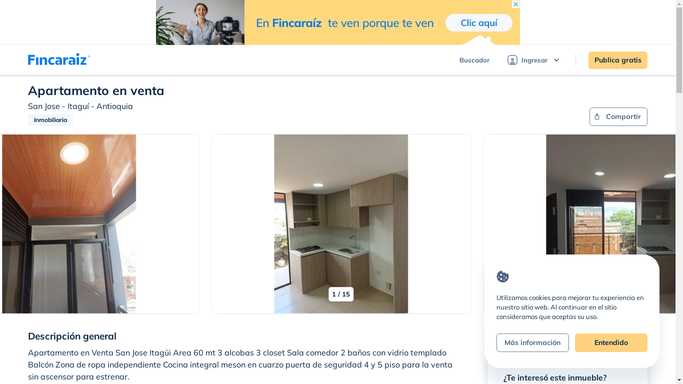 En Fincaraíz te ven porque te ven
Clic aquí
Fincaraiz
Buscador
Ingresar
Publica gratis
Apartamento en venta
San Jose - Itaguí - Antioquia
Inmobiliaria
Compartir
1 / 15
Utilizamos cookies para mejorar tu experiencia en
nuestro sitio web. Al continuar en el sitio
consideramos que aceptas su uso.
Más información
Entendido
Descripción general
Apartamento en Venta San Jose Itagüi Area 60 mt 3 alcobas 3 closet Sala comedor 2 baños con vidrio templado
Balcón Zona de ropa independiente Cocina integral meson en cuarzo puerta de seguridad 4 y 5 piso para la venta
sin ascensor para estrenar.
¿Te interesó este inmueble?